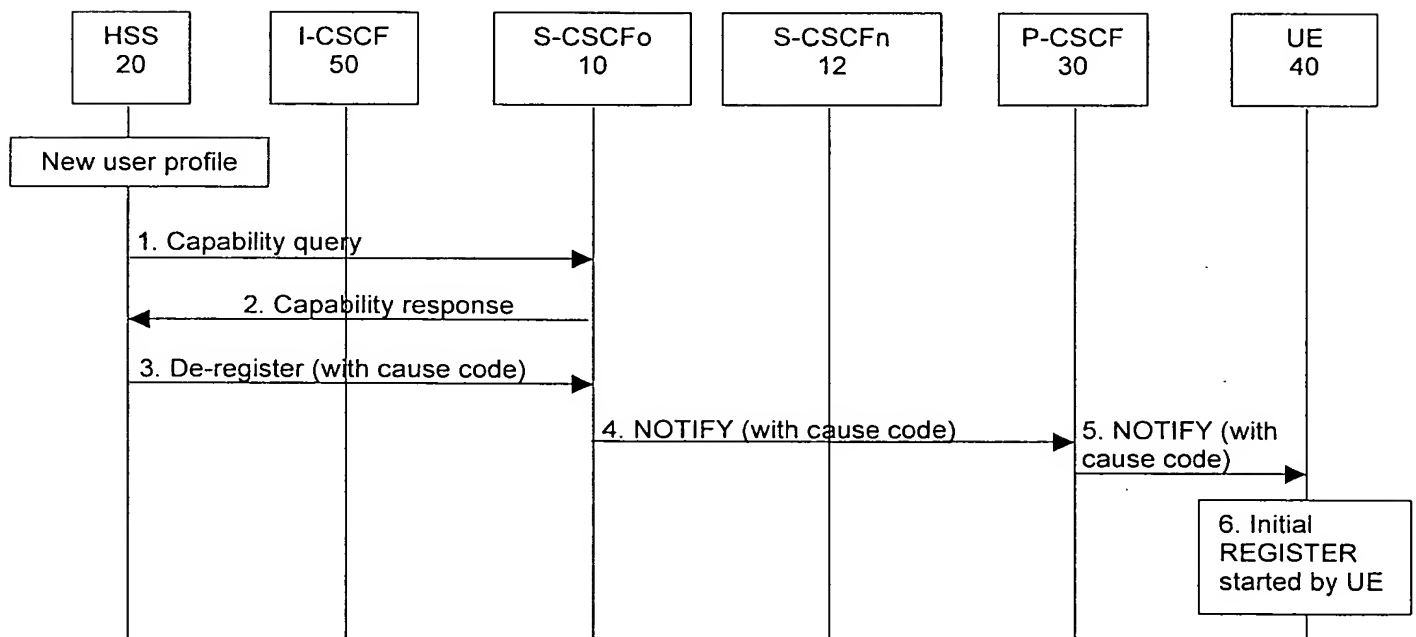 HSS
20
I-CSCF
50
S-CSCFo
10
S-CSCFn
12
P-CSCF
30
UE
40
New user profile
1. Capability query
2. Capability response
3. De-register (with cause code)
4. NOTIFY (with cause code)
5. NOTIFY (with
cause code)
6. Initial
REGISTER
started by UE